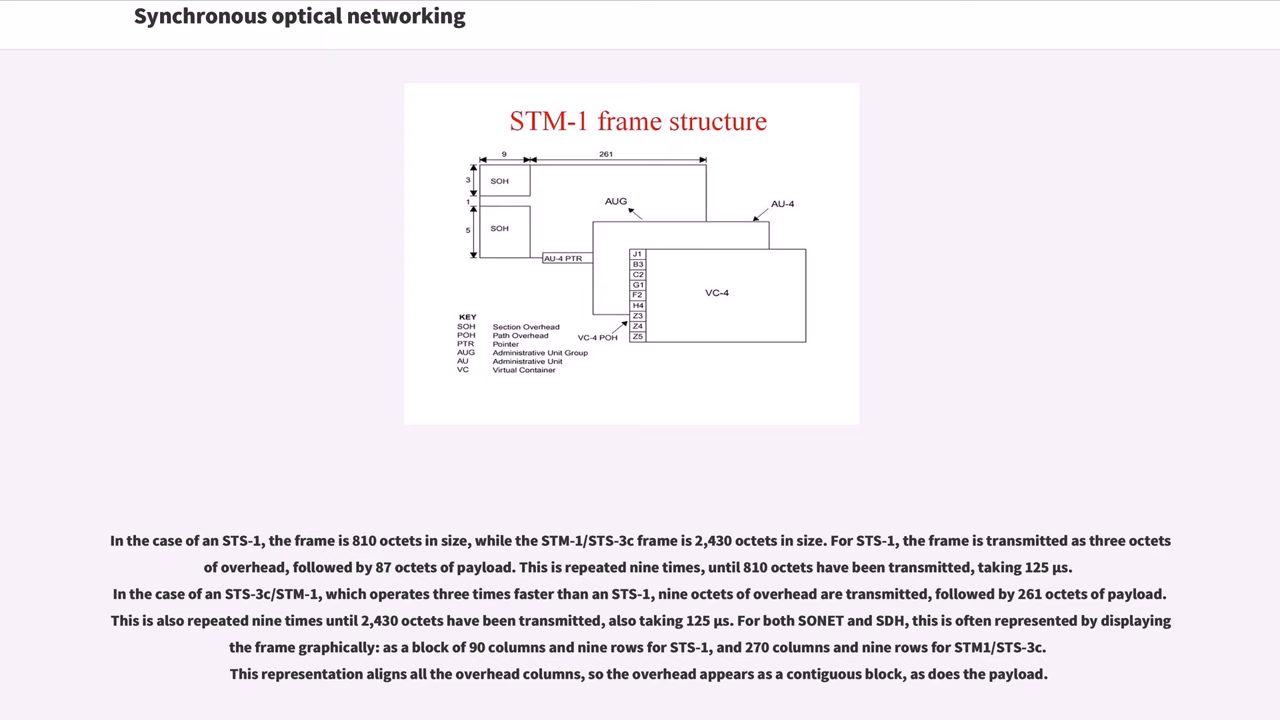 Synchronous optical networking
STM-1 frame structure
9 261
3 SOH
1
5 SOH
AUG
AU-4
AU-4 PTR
J1
B3
C2
G1
F2
H4
Z3
Z4
Z5
VC-4
VC-4 POH
KEY
SOH Section Overhead
POH Path Overhead
PTR Pointer
AUG Administrative Unit Group
AU Administrative Unit
VC Virtual Container
In the case of an STS-1, the frame is 810 octets in size, while the STM-1/STS-3c frame is 2,430 octets in size. For STS-1, the frame is transmitted as three octets
of overhead, followed by 87 octets of payload. This is repeated nine times, until 810 octets have been transmitted, taking 125 µs.
In the case of an STS-3c/STM-1, which operates three times faster than an STS-1, nine octets of overhead are transmitted, followed by 261 octets of payload.
This is also repeated nine times until 2,430 octets have been transmitted, also taking 125 µs. For both SONET and SDH, this is often represented by displaying
the frame graphically: as a block of 90 columns and nine rows for STS-1, and 270 columns and nine rows for STM1/STS-3c.
This representation aligns all the overhead columns, so the overhead appears as a contiguous block, as does the payload.